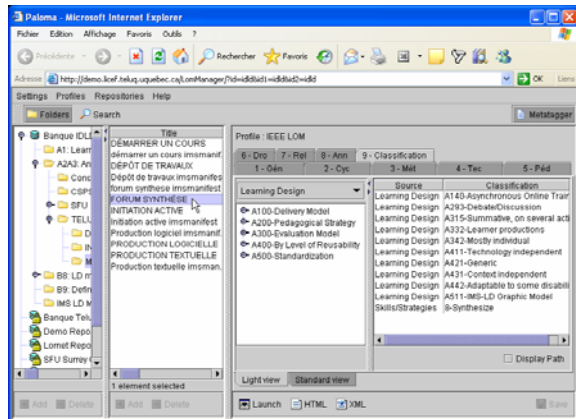 Paloma - Microsoft Internet Explorer
Fichier Edition Affichage Favoris Outils ?
Précédente Rechercher Favoris
Adresse http://demo.licef.teluq.uquebec.ca/LomManager/?id=idldid1=idldid2=idld OK Liens
Settings Profiles Repositories Help
Folders Search Metatagger
Banque IDLD
A1: Learn
A2A3: An
Conc
CSPS
SFU
TELU
D
IN
M
B8: LD m
B9: Defin
IMS LD M
Banque Telu
Demo Repo
Lornet Repo
SFU Surrey
Add Delete
Title
DÉMARRER UN COURS
démarrer un cours imsmanif.
DÉPÔT DE TRAVAUX
Dépôt de travaux imsmanifes
forum synthese imsmanifest
FORUM SYNTHÈSE
INITIATION ACTIVE
Initiation active imsmanifest
Production logiciel imsmanif.
PRODUCTION LOGICIELLE
PRODUCTION TEXTUELLE
Production textuelle imsman.
1 element selected
Add Delete
Profile : IEEE LOM
6 - Dro 7 - Rel 8 - Ann 9 - Classification
1 - Gén 2 - Cyc 3 - Mét 4 - Tec 5 - Péd
Learning Design
A100-Delivery Model
A200-Pedagogical Strategy
A300-Evaluation Model
A400-By Level of Reusability
A500-Standardization
Source Classification
Learning Design A140-Asynchronous Online Train
Learning Design A293-Debate/Discussion
Learning Design A315-Summative, on several acti
Learning Design A332-Learner productions
Learning Design A342-Mostly individual
Learning Design A411-Technology independent
Learning Design A421-Generic
Learning Design A431-Context independent
Learning Design A442-Adaptable to some disabili
Learning Design A511-IMS-LD Graphic Model
Skills/Strategies 8-Synthesize
Display Path
Light view Standard view
Launch HTML XML Save